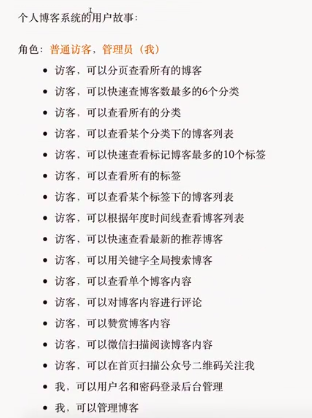 个人博客系统的用户故事：
角色：普通访客，管理员（我）
• 访客，可以分页查看所有的博客
• 访客，可以快速查博客数最多的6个分类
• 访客，可以查看所有的分类
• 访客，可以查看某个分类下的博客列表
• 访客，可以快速查看标记博客最多的10个标签
• 访客，可以查看所有的标签
• 访客，可以查看某个标签下的博客列表
• 访客，可以根据年度时间线查看博客列表
• 访客，可以快速查看最新的推荐博客
• 访客，可以用关键字全局搜索博客
• 访客，可以查看单个博客内容
• 访客，可以对博客内容进行评论
• 访客，可以赞赏博客内容
• 访客，可以微信扫描阅读博客内容
• 访客，可以在首页扫描公众号二维码关注我
• 我，可以用户名和密码登录后台管理
• 我，可以管理博客